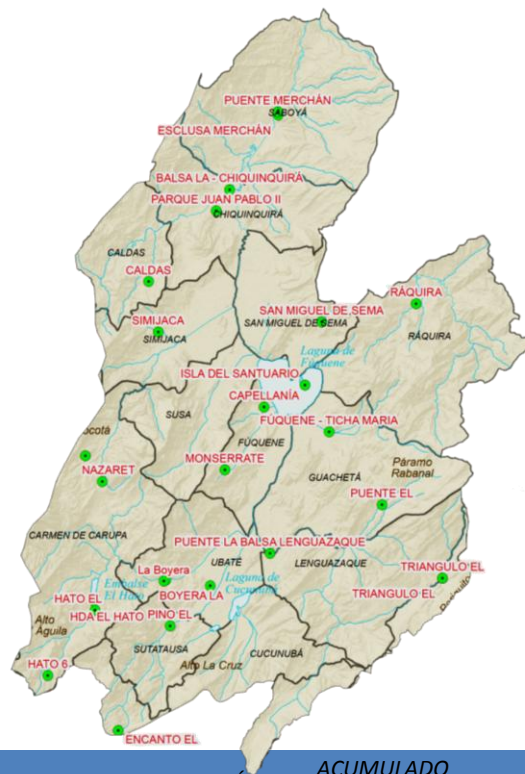 PUENTE MERCHÁN
SABOYÁ
ESCLUSA MERCHÁN
BALSA LA - CHIQUINQUIRÁ
PARQUE JUAN PABLO II
CHIQUINQUIRÁ
CALDAS
CALDAS
SIMIJACA
SIMIJACA
SAN MIGUEL DE SEMA
SAN MIGUEL DE SEMA
RÁQUIRA
RÁQUIRA
Laguna de
Fúquene
ISLA DEL SANTUARIO
CAPELLANÍA
SUSA
FÚQUENE - TICHA MARIA
FÚQUENE
NAZARET
MONSERRATE
GUACHETÁ
Páramo
Rabanal
PUENTE EL
CARMEN DE CARUPA
PUENTE LA BALSA LENGUAZAQUE
UBATÉ
LENGUAZAQUE
La Boyera
BOYERA LA
Laguna de
Cucunubá
TRIANGULO EL
TRIANGULO EL
Embalse
El Hato
HATO EL
HDA EL HATO
PINO EL
Alto
Águila
SUTATAUSA
Alto La Cruz
CUCUNUBÁ
HATO 6
ENCANTO EL
ACUMULADO